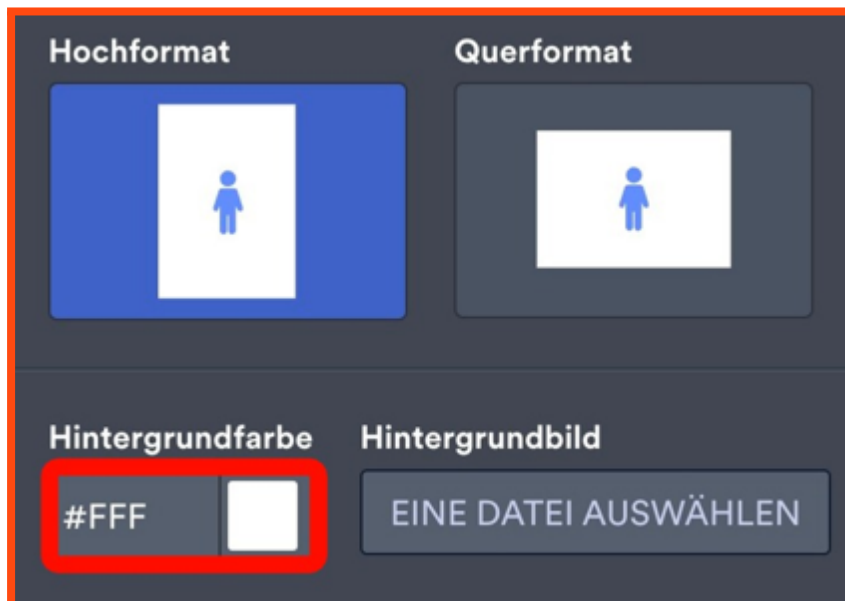 Hochformat
Querformat
Hintergrundfarbe
Hintergrundbild
#FFF
EINE DATEI AUSWÄHLEN